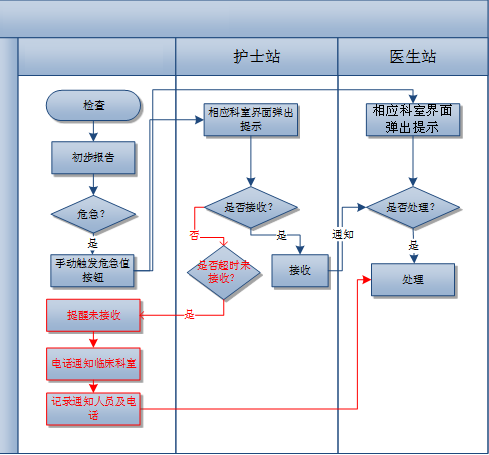 护士站
医生站
检查
初步报告
危急？
是
手动触发危急值
按钮
提醒未接收
电话通知临床科室
记录通知人员及电
话
相应科室界面弹出
提示
是否接收？
否
是
是否超时未
接收？
是
接收
通知
相应科室界面
弹出提示
是否处理？
是
处理